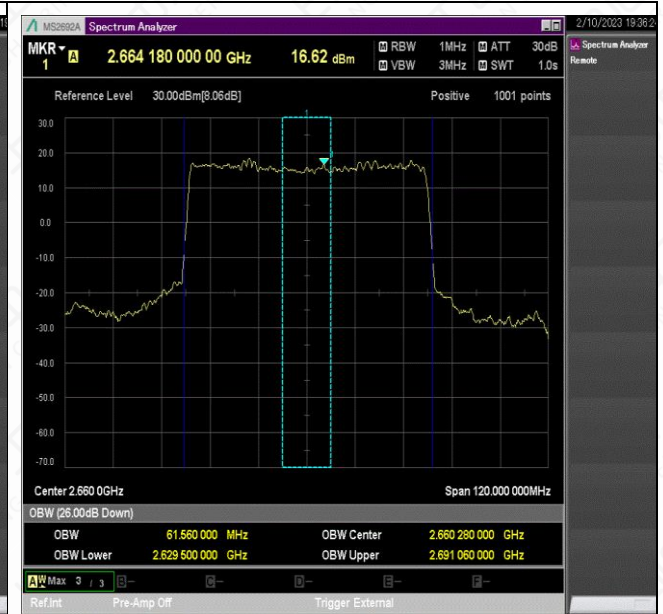 MS2692A Spectrum Analyzer
2/10/2023 19:36:2
MKR 1 A 2.664 180 000 00 GHz 16.62 dBm
M RBW 1MHz M ATT 30dB
M VBW 3MHz M SWT 1.0s
Spectrum Analyzer
Remote
Reference Level 30.00dBm[8.06dB] Positive 1001 points
30.0
20.0
10.0
0.0
-10.0
-20.0
-30.0
-40.0
-50.0
-60.0
-70.0
Center 2.660 0GHz Span 120.000 000MHz
OBW (26.00dB Down)
OBW 61.560 000 MHz OBW Center 2.660 280 000 GHz
OBW Lower 2.629 500 000 GHz OBW Upper 2.691 060 000 GHz
A Max 3 / 3 B- C- D- E- F-
Ref.Int Pre-Amp Off Trigger External